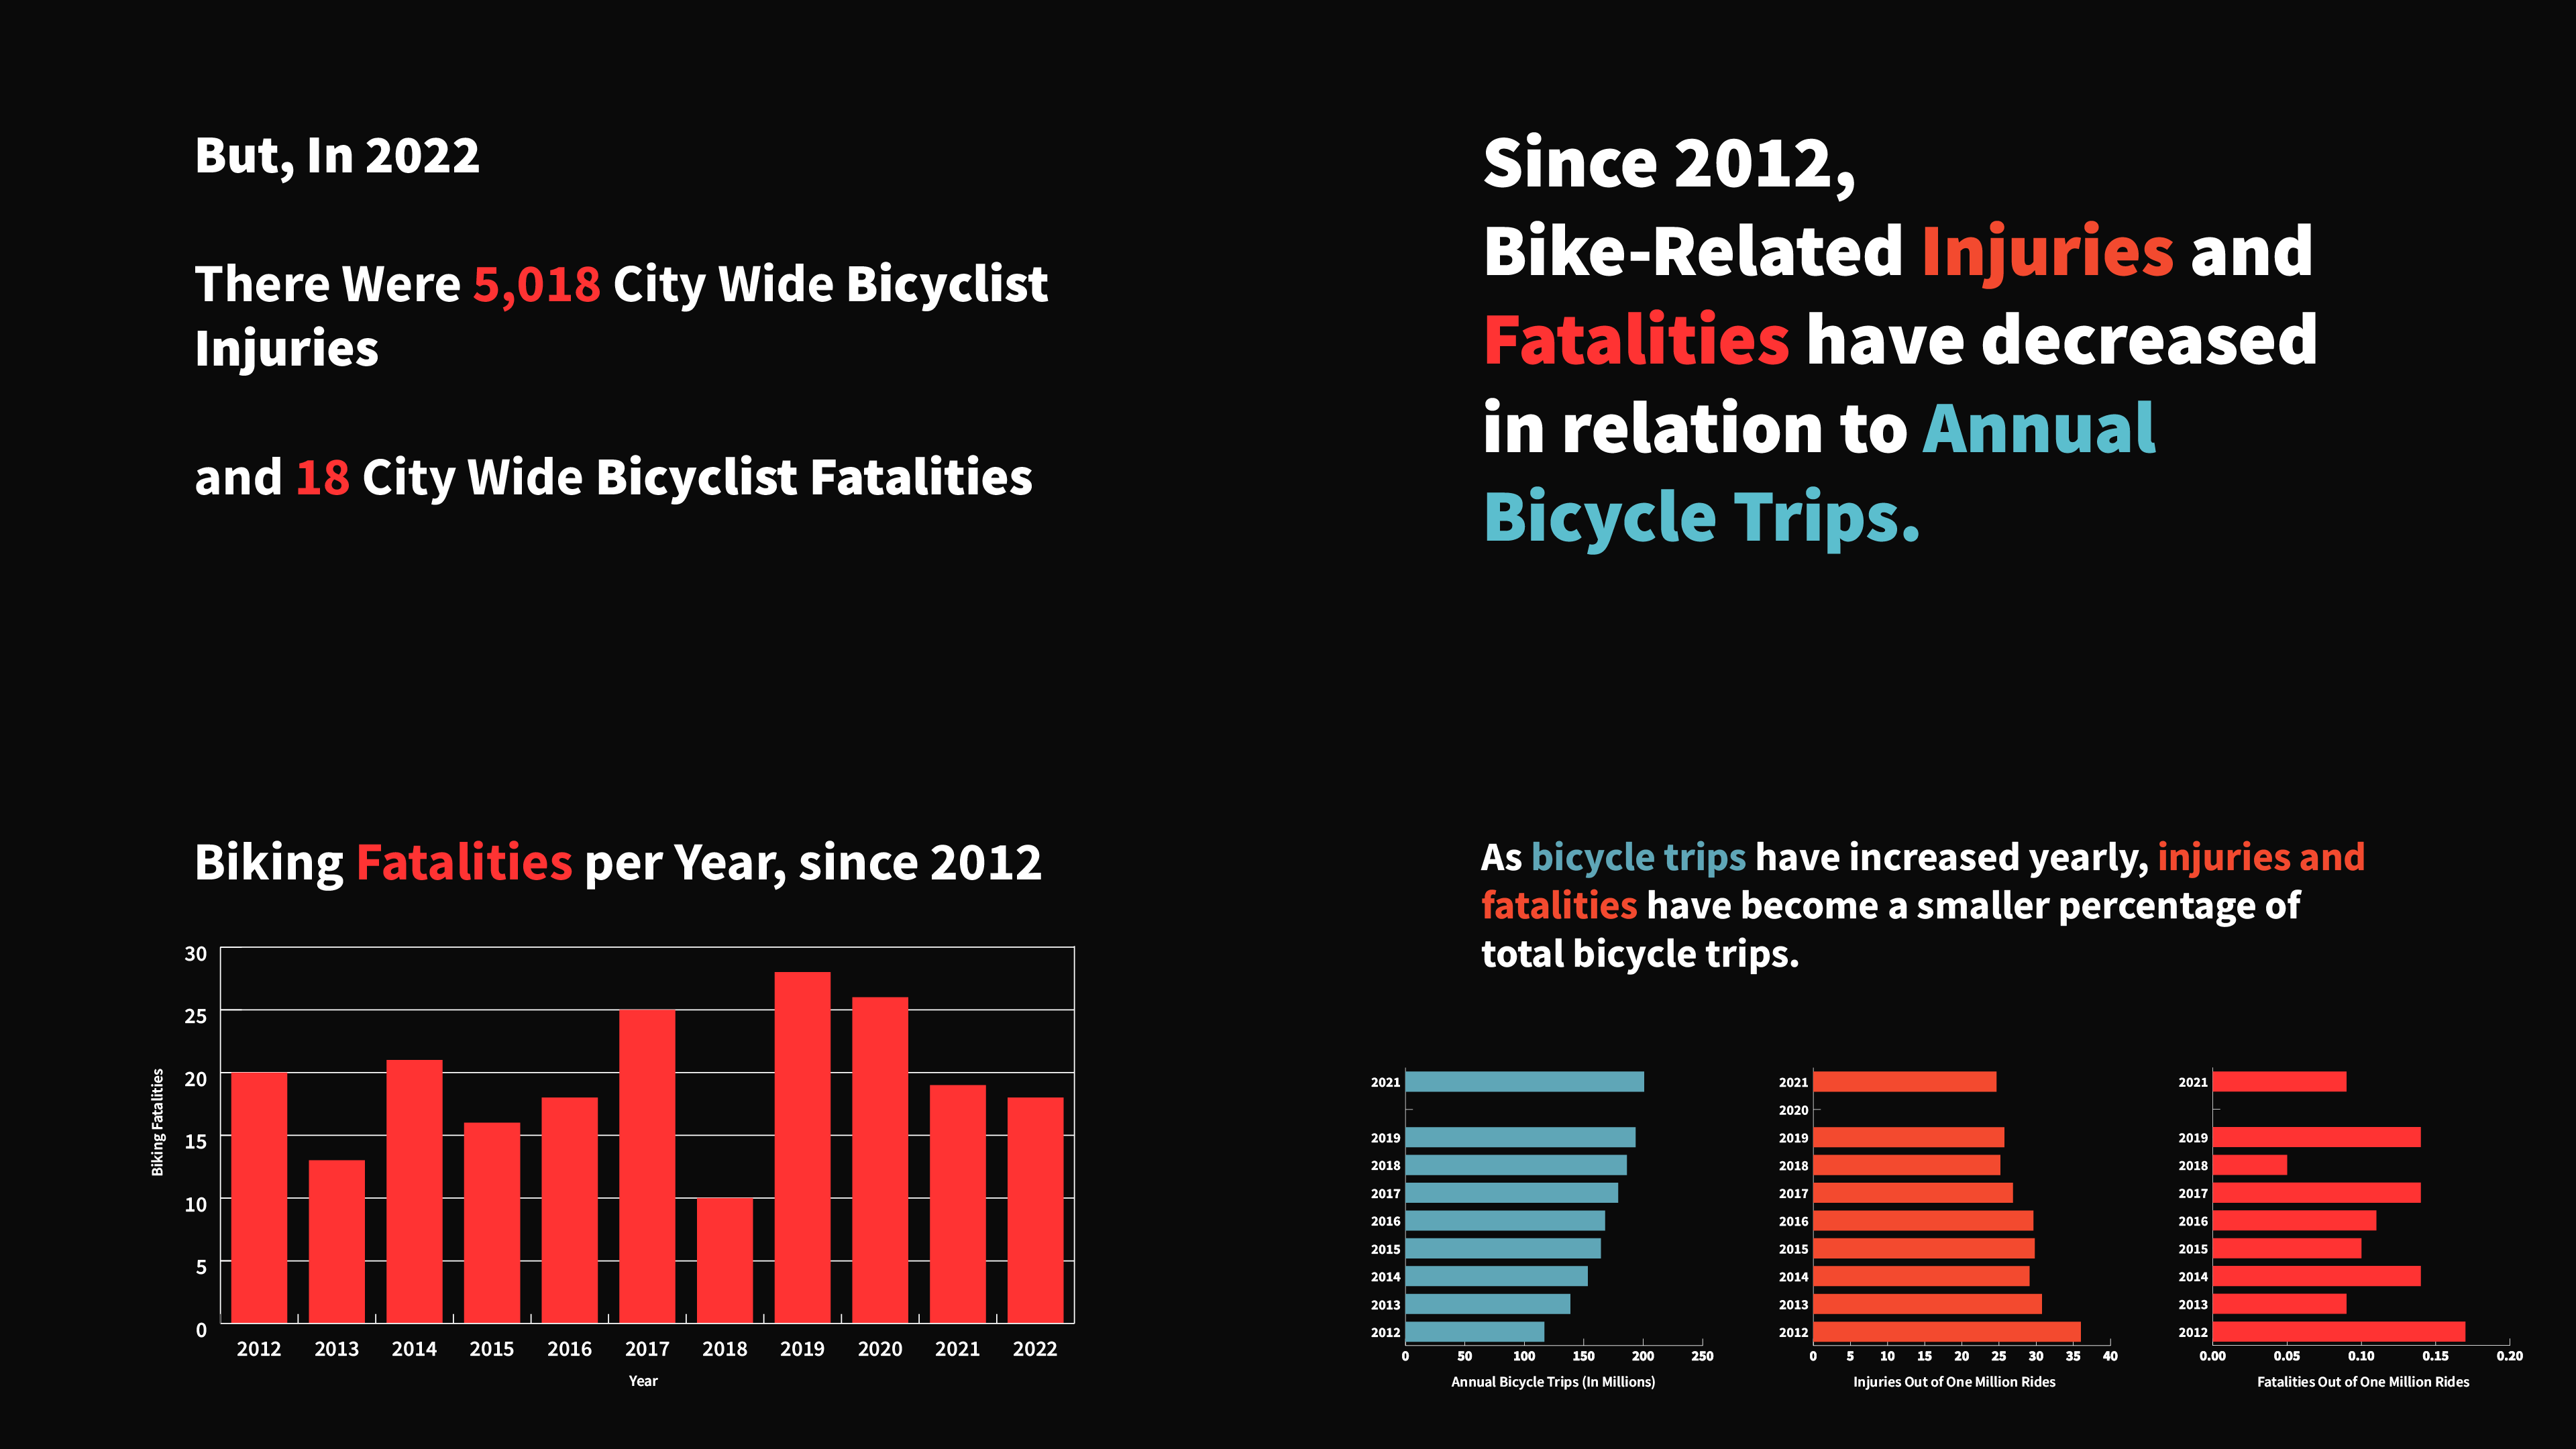 But, In 2022
There Were 5,018 City Wide Bicyclist
Injuries
and 18 City Wide Bicyclist Fatalities
Since 2012,
Bike-Related Injuries and
Fatalities have decreased
in relation to Annual
Bicycle Trips.
Biking Fatalities per Year, since 2012
30
25
20
15
10
5
0
Biking Fatalities
2012 2013 2014 2015 2016 2017 2018 2019 2020 2021 2022
Year
As bicycle trips have increased yearly, injuries and
fatalities have become a smaller percentage of
total bicycle trips.
2021
2019
2018
2017
2016
2015
2014
2013
2012
0 50 100 150 200 250
Annual Bicycle Trips (In Millions)
2021
2020
2019
2018
2017
2016
2015
2014
2013
2012
0 5 10 15 20 25 30 35 40
Injuries Out of One Million Rides
2021
2019
2018
2017
2016
2015
2014
2013
2012
0.00 0.05 0.10 0.15 0.20
Fatalities Out of One Million Rides